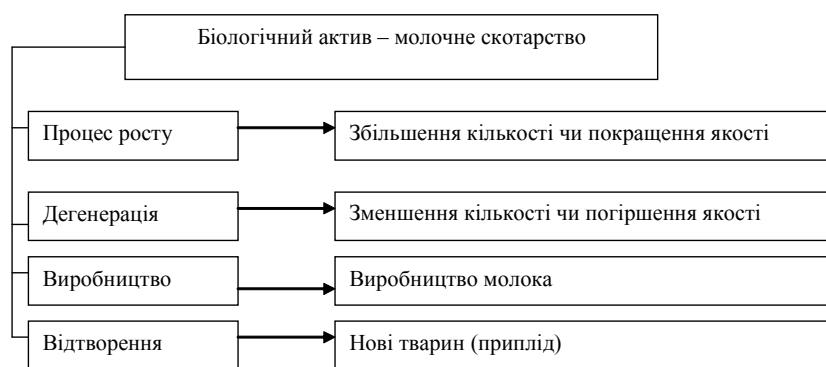 Біологічний актив – молочне скотарство
Процес росту
Збільшення кількості чи покращення якості
Дегенерація
Зменшення кількості чи погіршення якості
Виробництво
Виробництво молока
Відтворення
Нові тварин (приплід)